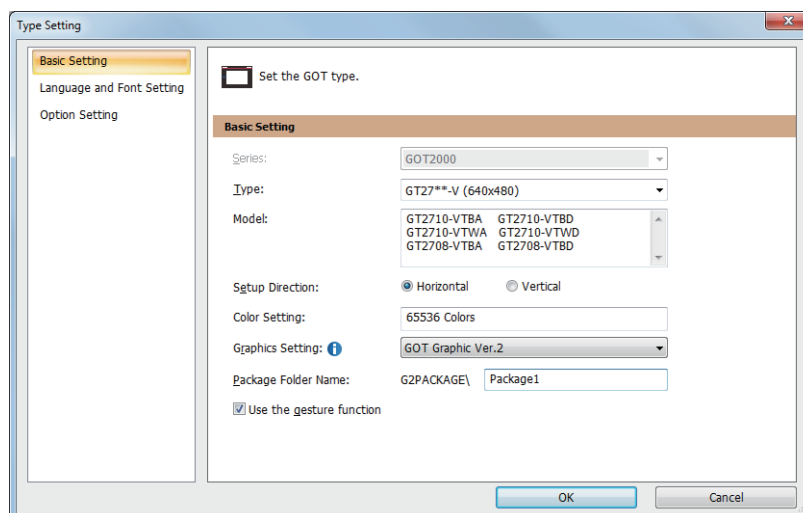 Type Setting
Basic Setting
Language and Font Setting
Option Setting
Set the GOT type.
Basic Setting
Series: GOT2000
Type: GT27**-V (640x480)
Model: GT2710-VTBA GT2710-VTBD
GT2710-VTWA GT2710-VTWD
GT2708-VTBA GT2708-VTBD
Setup Direction: Horizontal Vertical
Color Setting: 65536 Colors
Graphics Setting: GOT Graphic Ver.2
Package Folder Name: G2PACKAGE\ Package1
Use the gesture function
OK Cancel